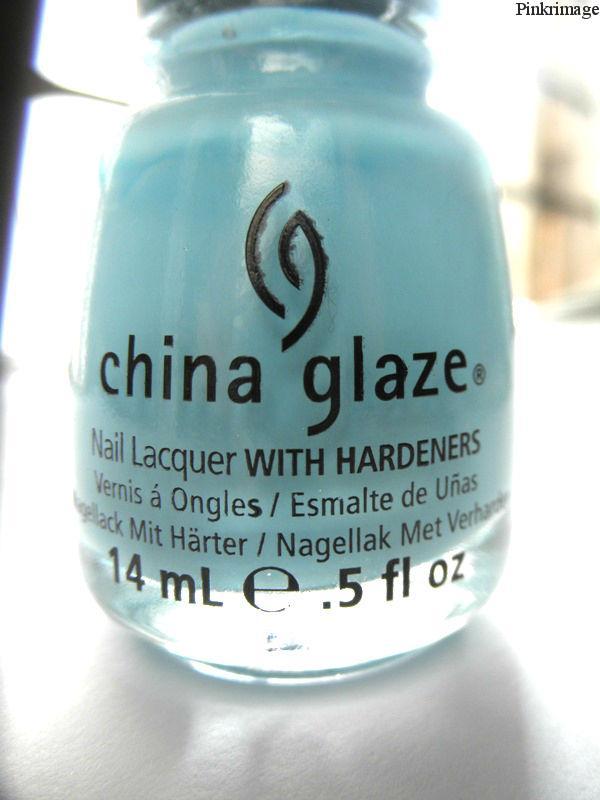 Pinkrimage
china glaze®
Nail Lacquer WITH HARDENERS
Vernis á Ongles / Esmalte de Uñas
Mit Härter / Nagellak Met
14 mL ℮ .5 fl oz